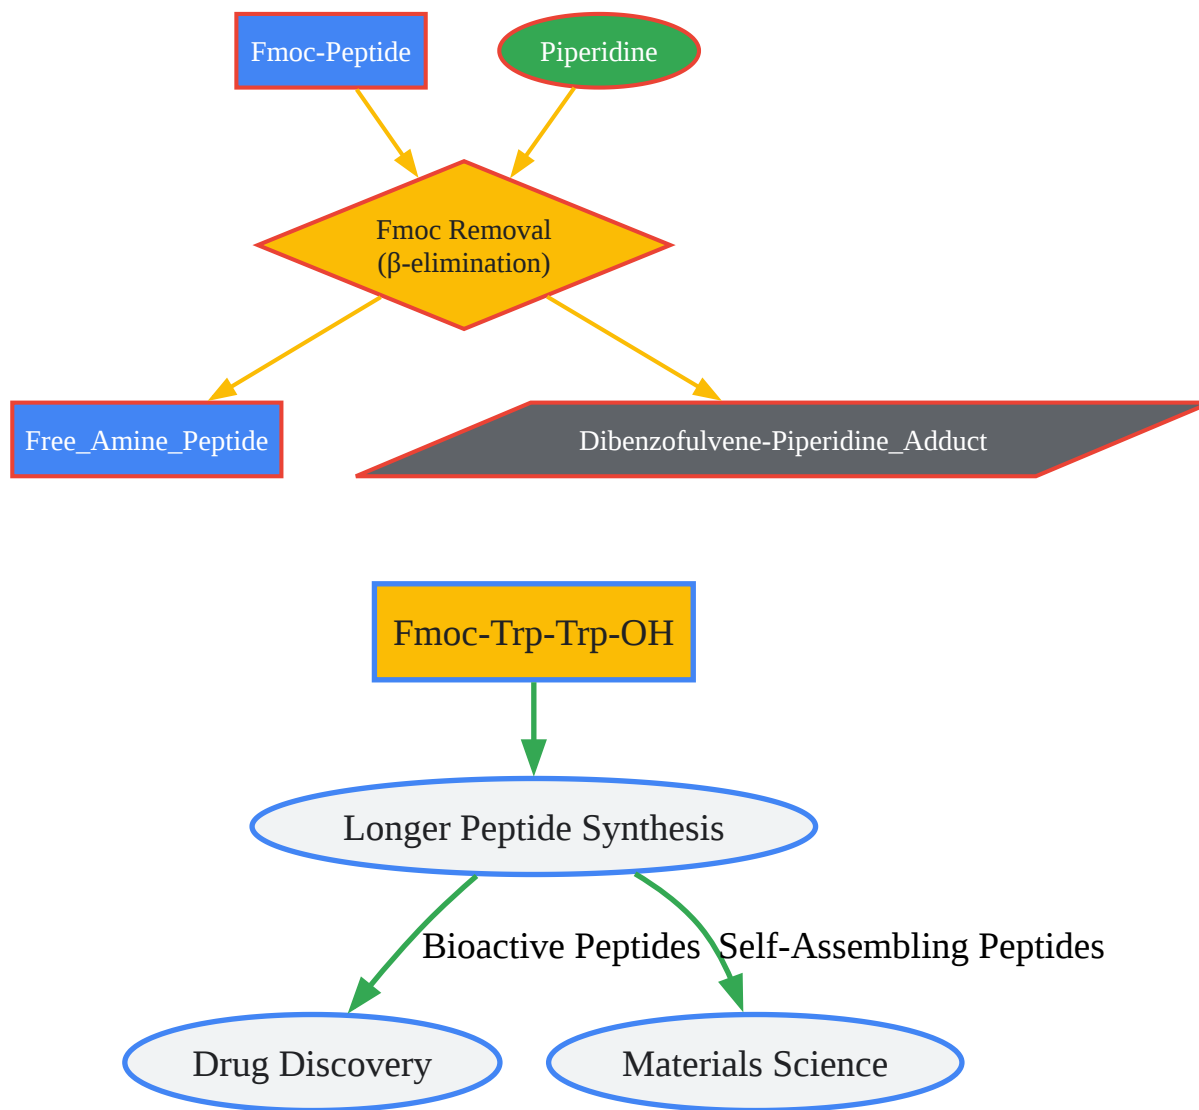 Fmoc-Peptide
Piperidine
Fmoc Removal
(β-elimination)
Free_Amine_Peptide
Dibenzofulvene-Piperidine_Adduct
Fmoc-Trp-Trp-OH
Longer Peptide Synthesis
Bioactive Peptides
Self-Assembling Peptides
Drug Discovery
Materials Science